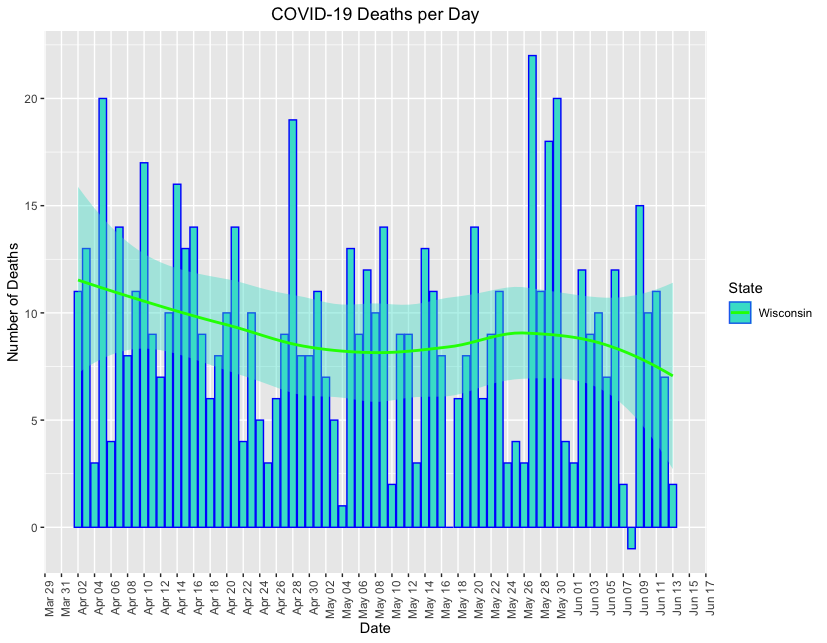 COVID-19 Deaths per Day
Number of Deaths
20
15
10
5
0
Mar 29
Mar 31
Apr 02
Apr 04
Apr 06
Apr 08
Apr 10
Apr 12
Apr 14
Apr 16
Apr 18
Apr 20
Apr 22
Apr 24
Apr 26
Apr 28
Apr 30
May 02
May 04
May 06
May 08
May 10
May 12
May 14
May 16
May 18
May 20
May 22
May 24
May 26
May 28
May 30
Jun 01
Jun 03
Jun 05
Jun 07
Jun 09
Jun 11
Jun 13
Jun 15
Jun 17
Date
State
Wisconsin